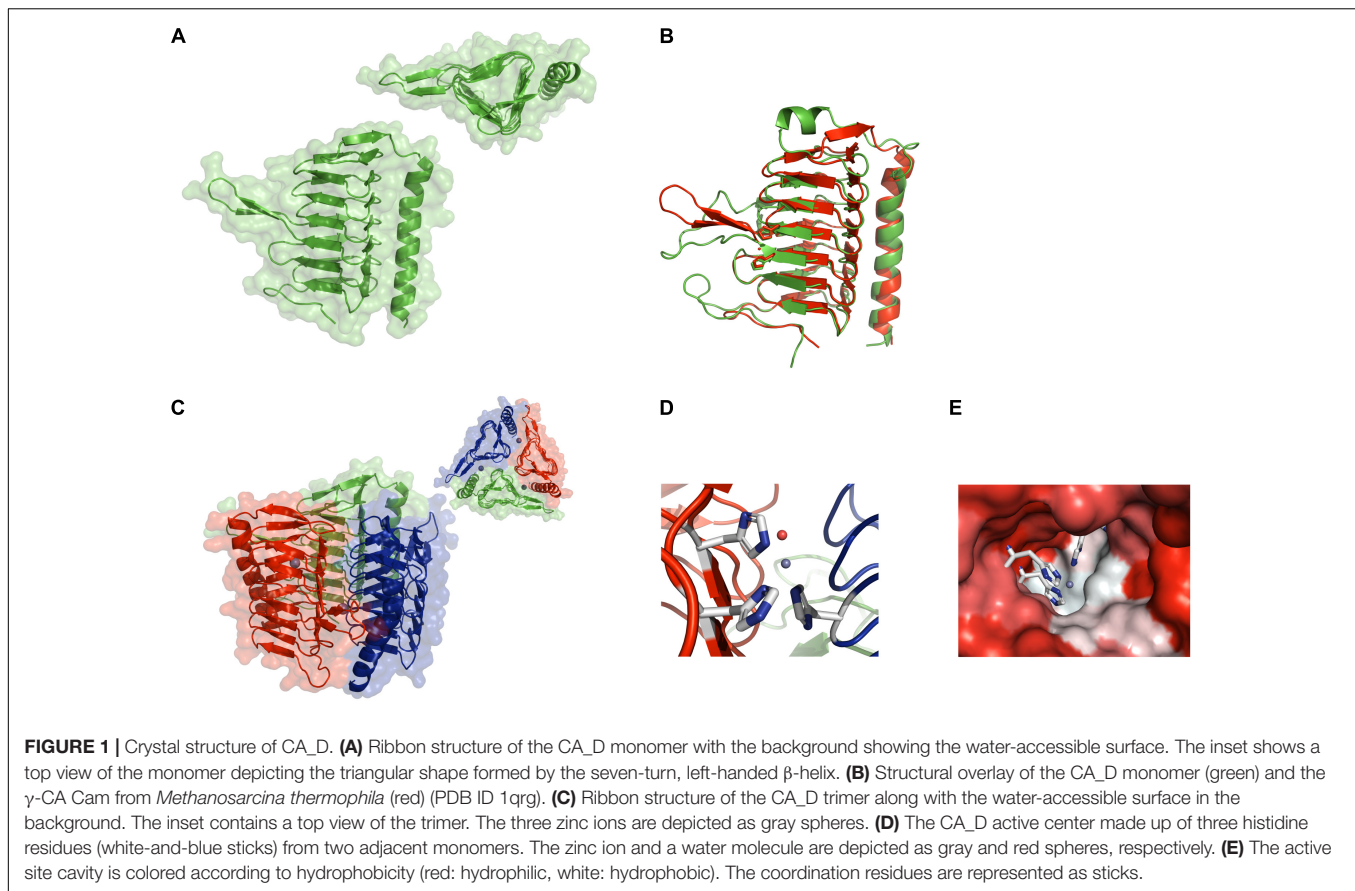 A
B
C
D
E
FIGURE 1 | Crystal structure of CA_D. (A) Ribbon structure of the CA_D monomer with the background showing the water-accessible surface. The inset shows a
top view of the monomer depicting the triangular shape formed by the seven-turn, left-handed β-helix. (B) Structural overlay of the CA_D monomer (green) and the
γ-CA Cam from Methanosarcina thermophila (red) (PDB ID 1qrg). (C) Ribbon structure of the CA_D trimer along with the water-accessible surface in the
background. The inset contains a top view of the trimer. The three zinc ions are depicted as gray spheres. (D) The CA_D active center made up of three histidine
residues (white-and-blue sticks) from two adjacent monomers. The zinc ion and a water molecule are depicted as gray and red spheres, respectively. (E) The active
site cavity is colored according to hydrophobicity (red: hydrophilic, white: hydrophobic). The coordination residues are represented as sticks.